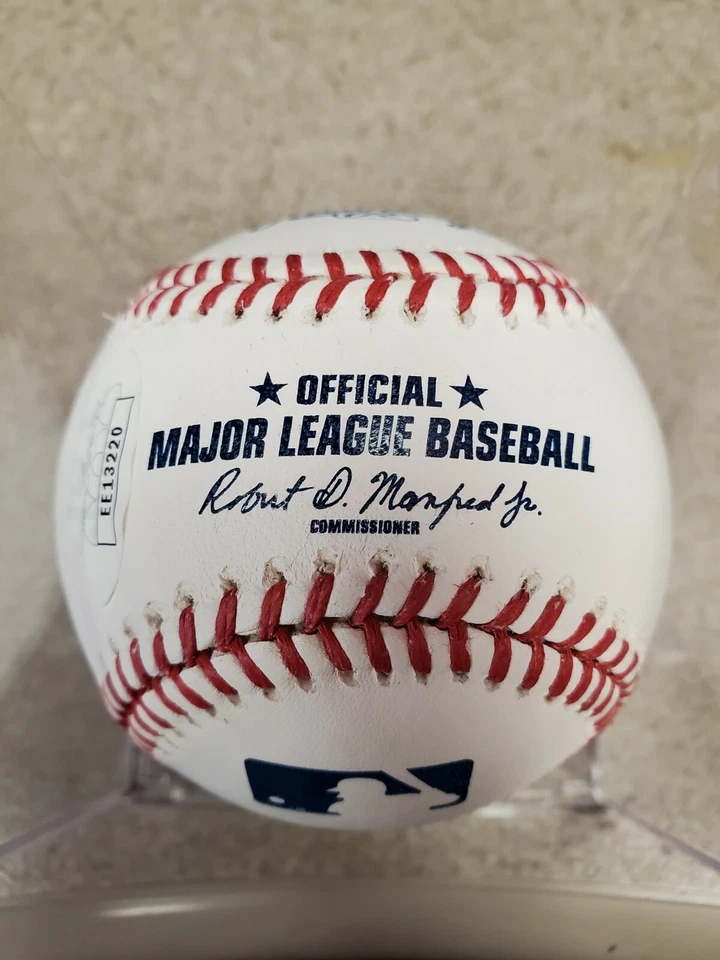 ★ OFFICIAL ★
MAJOR LEAGUE BASEBALL
Robert D. Manfred Jr.
COMMISSIONER
EE13220